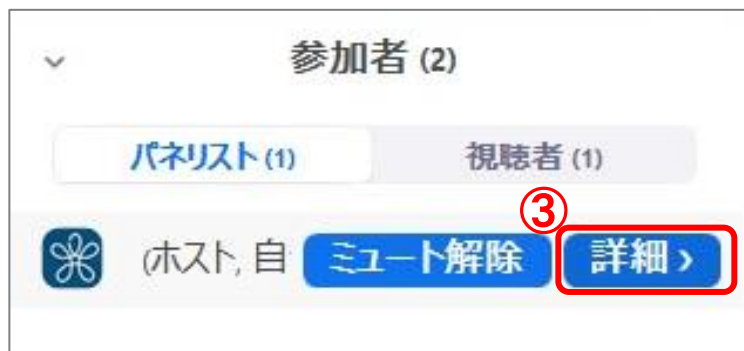 参加者 (2)
パネリスト (1) 視聴者 (1)
③
(ホスト, 自 ミュート解除 詳細 ›